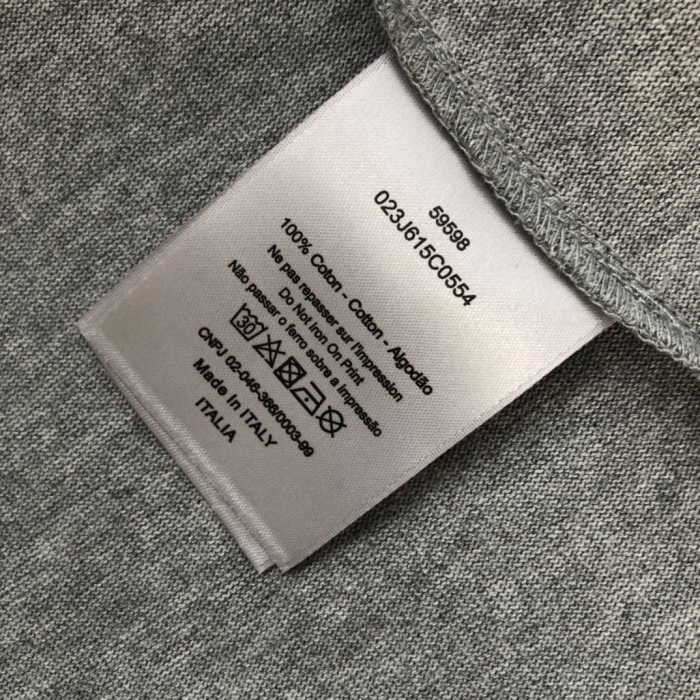 59598
023J615C0554
100% Coton - Cotton - Algodão
Ne pas repasser sur l'impression
Do Not Iron On Print
Não passar o ferro sobre a impressão
30
CNPJ 02-046-366/0003-99
Made In ITALY
ITALIA